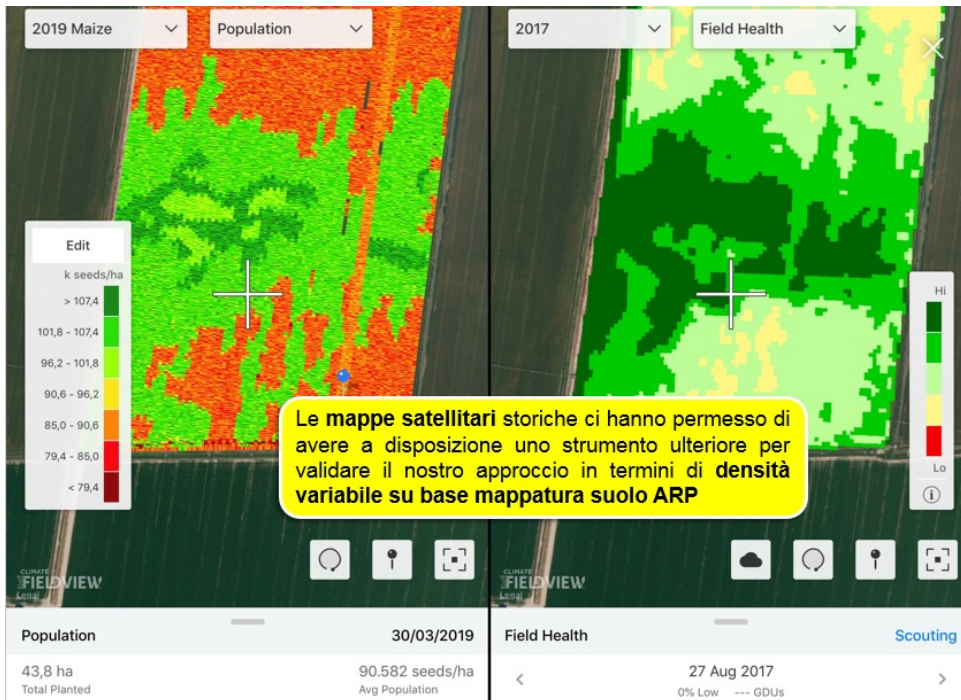 2019 Maize
Population
Edit
k seeds/ha
> 107,4
101,8 - 107,4
96,2 - 101,8
90,6 - 96,2
85,0 - 90,6
79,4 - 85,0
< 79,4
CLIMATE
FIELDVIEW
Legal
Population
30/03/2019
43,8 ha
Total Planted
90.582 seeds/ha
Avg Population
2017
Field Health
Hi
Lo
Le mappe satellitari storiche ci hanno permesso di
avere a disposizione uno strumento ulteriore per
validare il nostro approccio in termini di densità
variabile su base mappatura suolo ARP
CLIMATE
FIELDVIEW
Legal
Field Health
Scouting
27 Aug 2017
0% Low --- GDUs